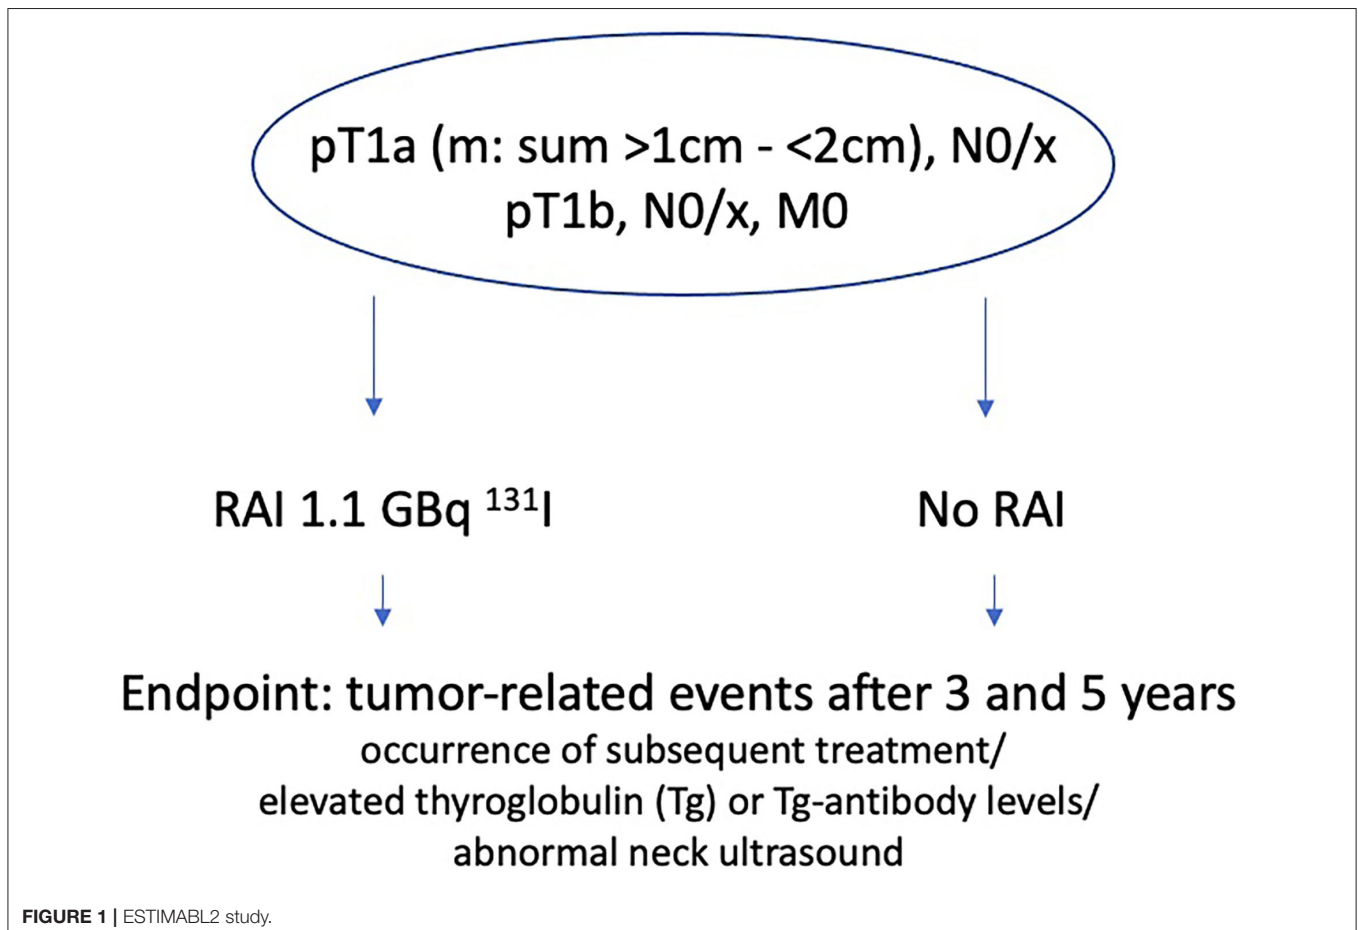 pT1a (m: sum >1cm - <2cm), N0/x
pT1b, N0/x, M0
RAI 1.1 GBq ¹³¹I
No RAI
Endpoint: tumor-related events after 3 and 5 years
occurrence of subsequent treatment/
elevated thyroglobulin (Tg) or Tg-antibody levels/
abnormal neck ultrasound
FIGURE 1 | ESTIMABL2 study.